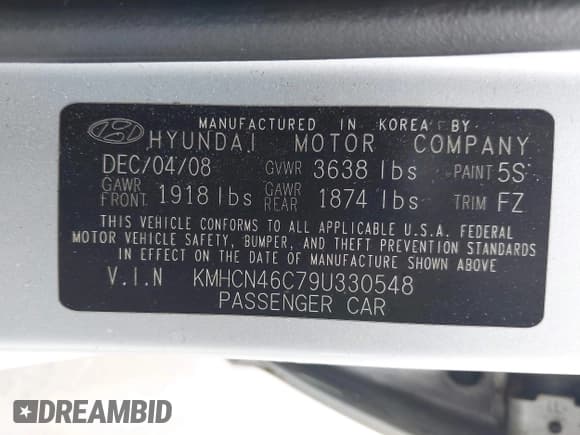 MANUFACTURED IN KOREA BY
HYUNDAI MOTOR COMPANY
DEC/04/08 GVWR 3638 lbs PAINT 5S
GAWR FRONT 1918 lbs GAWR REAR 1874 lbs TRIM FZ
THIS VEHICLE CONFORMS TO ALL APPLICABLE U.S.A. FEDERAL
MOTOR VEHICLE SAFETY, BUMPER, AND THEFT PREVENTION STANDARDS
IN EFFECT ON THE DATE OF MANUFACTURE SHOWN ABOVE
V.I.N KMHCN46C79U330548
PASSENGER CAR
DREAMBID